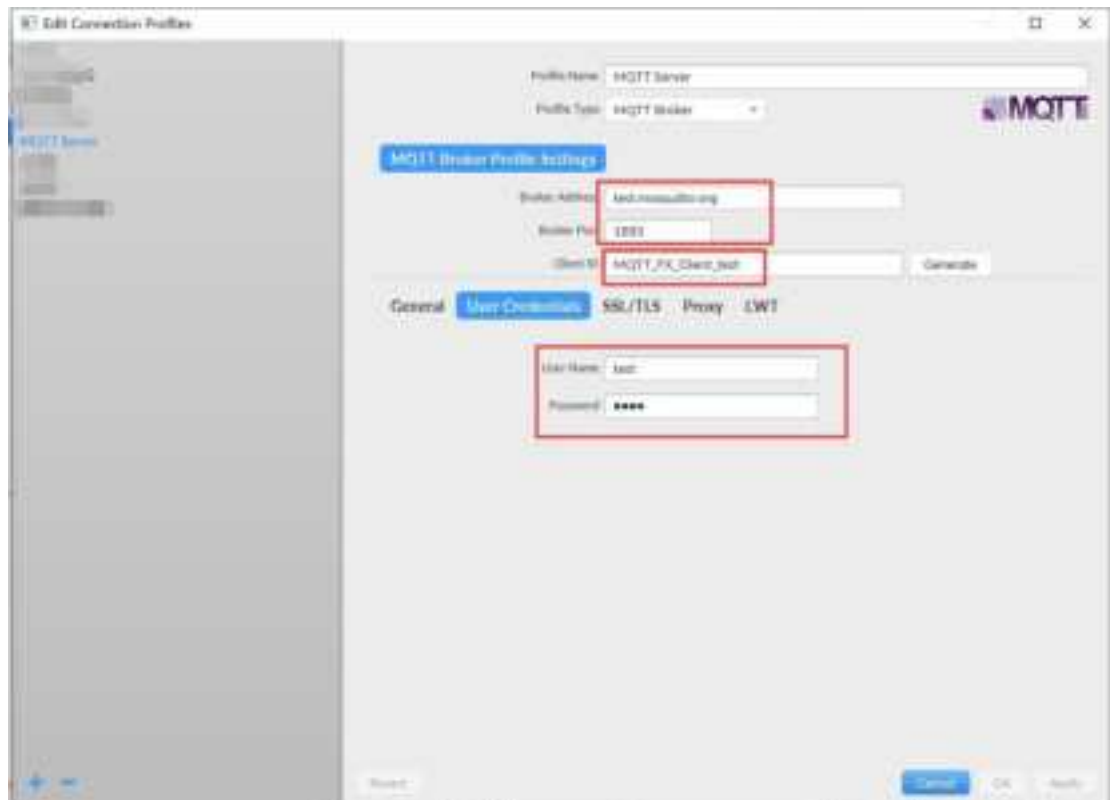 Edit Connection Profiles
Profile Name MQTT Server
Profile Type MQTT Broker
MQTT
MQTT Server
MQTT Broker Profile Settings
Broker Address test.mosquitto.org
Broker Port 1883
Client ID MQTT_FX_Client_test Generate
General User Credentials SSL/TLS Proxy LWT
User Name test
Password ••••
Revert Cancel OK Apply